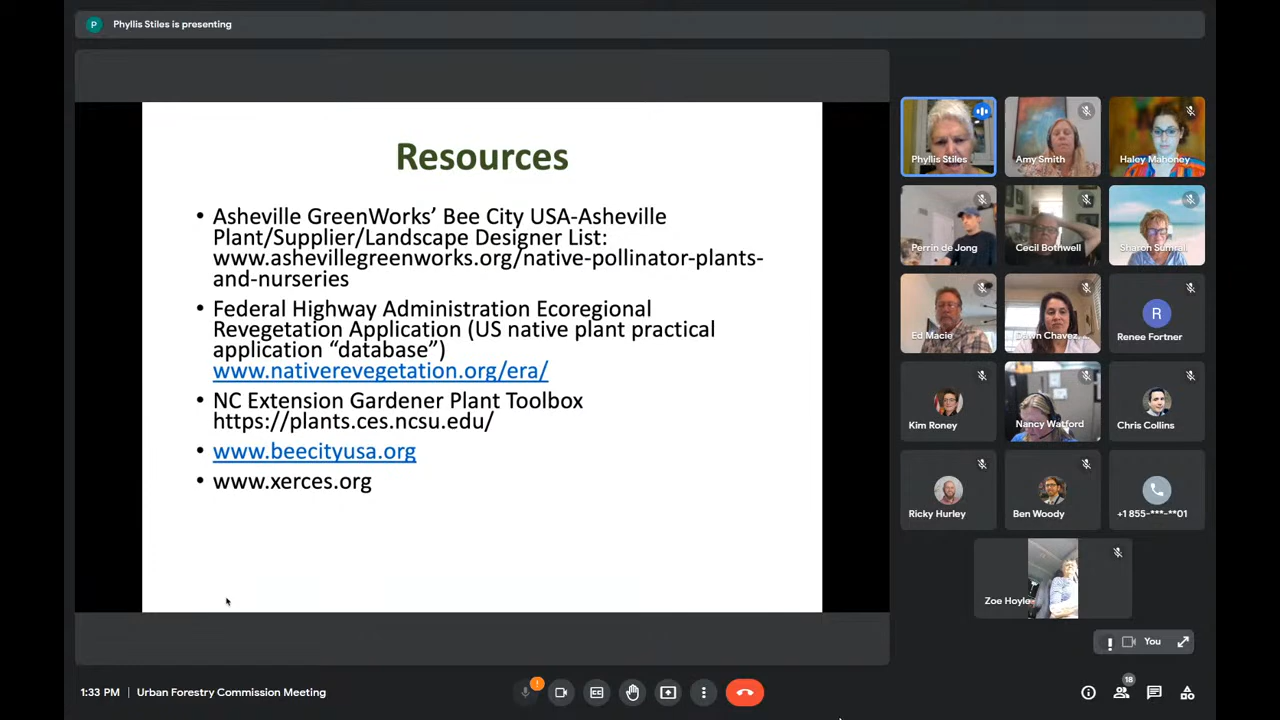 P Phyllis Stiles is presenting
Resources
• Asheville GreenWorks’ Bee City USA-Asheville
Plant/Supplier/Landscape Designer List:
www.ashevillegreenworks.org/native-pollinator-plants-
and-nurseries
• Federal Highway Administration Ecoregional
Revegetation Application (US native plant practical
application “database”)
www.nativerevegetation.org/era/
• NC Extension Gardener Plant Toolbox
https://plants.ces.ncsu.edu/
• www.beecityusa.org
• www.xerces.org
Phyllis Stiles
Amy Smith
Haley Mahoney
Perrin de Jong
Cecil Bothwell
Sharon Sumrall
Ed Macie
Dawn Chavez, ...
R
Renee Fortner
Kim Roney
Nancy Watford
Chris Collins
Ricky Hurley
Ben Woody
+1 855-***-**01
Zoe Hoyle
You
1:33 PM | Urban Forestry Commission Meeting
18